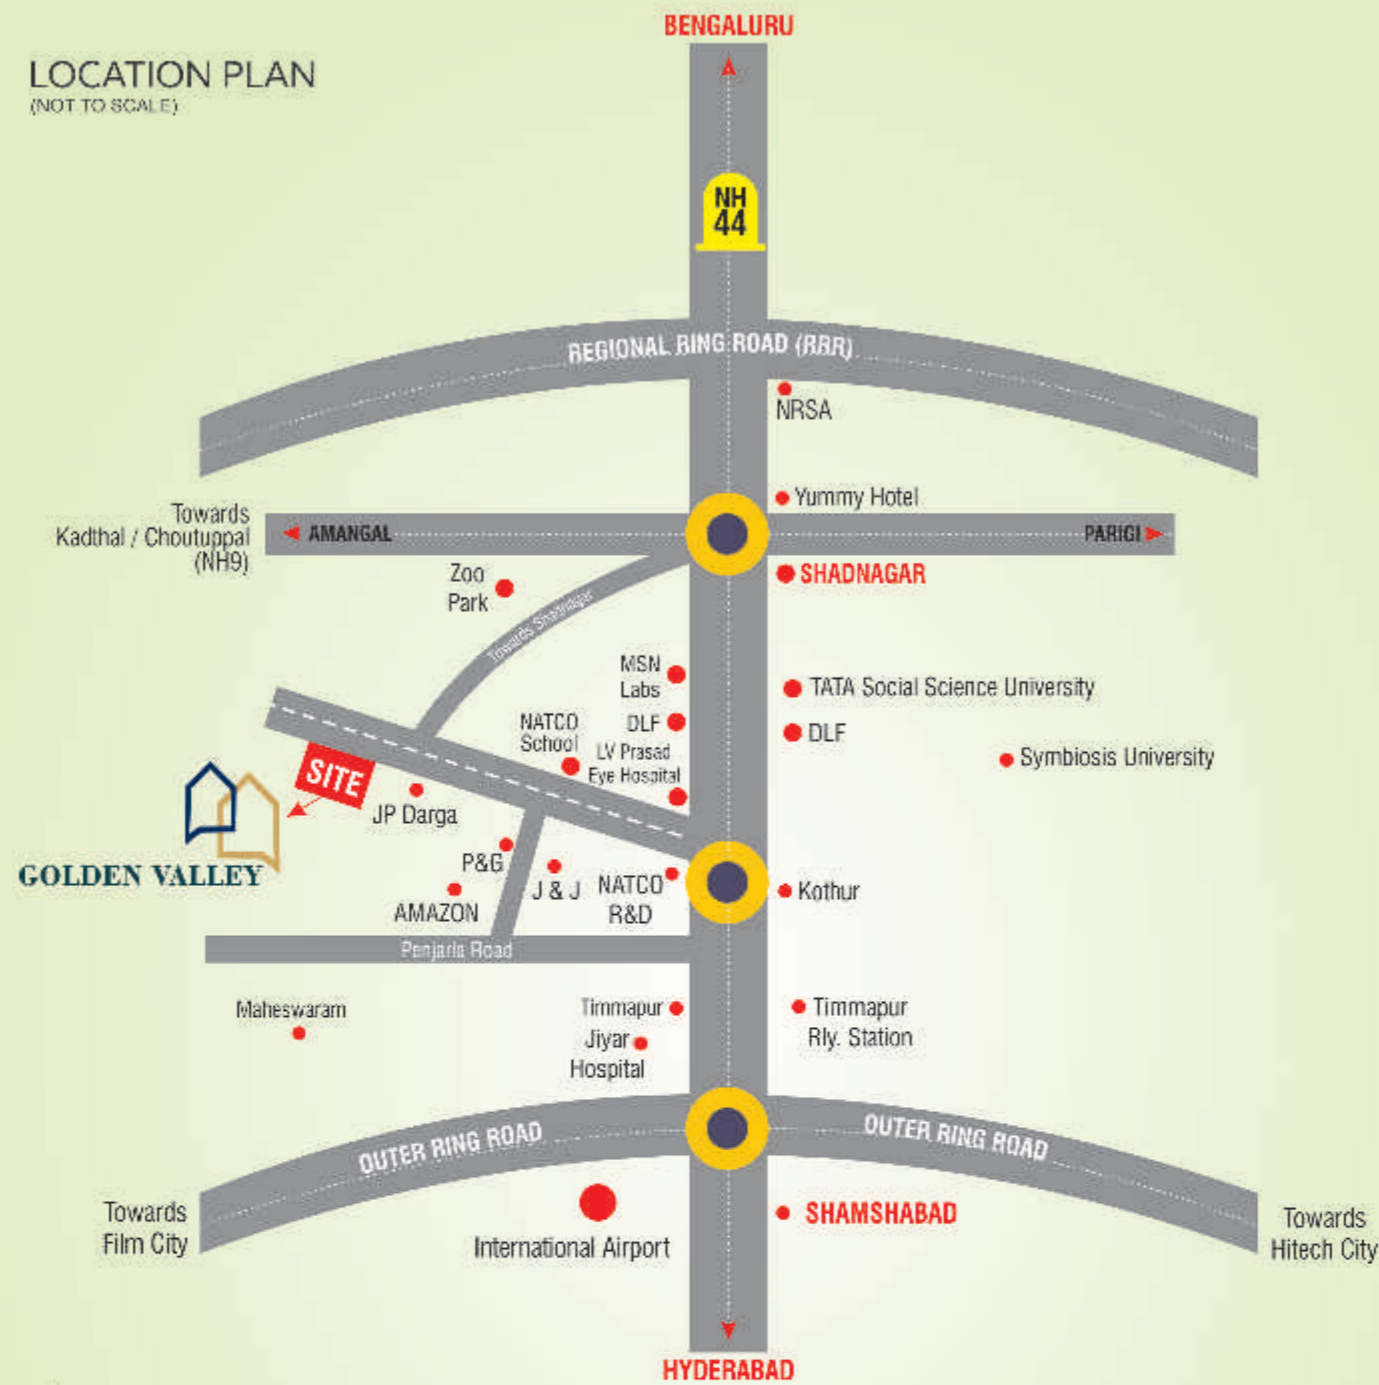 BENGALURU
LOCATION PLAN
(NOT TO SCALE)
NH
44
REGIONAL RING ROAD (RRR)
NRSA
Yummy Hotel
Towards
Kadthal / Choutuppal
(NH9)
AMANGAL
PARIGI
SHADNAGAR
Zoo
Park
Towards Shadnagar
MSN
Labs
TATA Social Science University
NATCO
School
DLF
DLF
LV Prasad
Eye Hospital
Symbiosis University
SITE
JP Darga
GOLDEN VALLEY
P&G
J & J
NATCO
R&D
Kothur
AMAZON
Penjarla Road
Maheswaram
Timmapur
Timmapur
Rly. Station
Jiyar
Hospital
OUTER RING ROAD
OUTER RING ROAD
Towards
Film City
International Airport
SHAMSHABAD
Towards
Hitech City
HYDERABAD